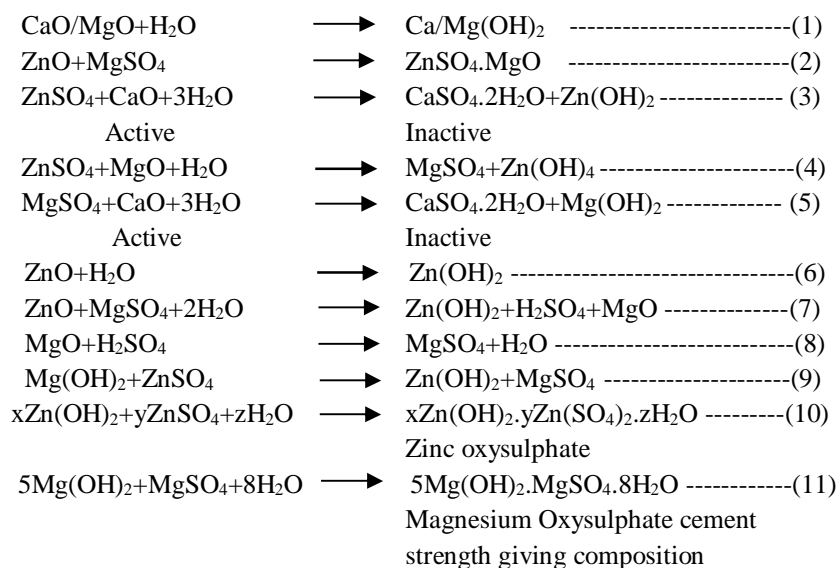 CaO/MgO+H₂O ⟶ Ca/Mg(OH)₂ ------------------------(1)
ZnO+MgSO₄ ⟶ ZnSO₄.MgO ---------------------------(2)
ZnSO₄+CaO+3H₂O ⟶ CaSO₄.2H₂O+Zn(OH)₂-------------- (3)
Active Inactive
ZnSO₄+MgO+H₂O ⟶ MgSO₄+Zn(OH)₄---------------------(4)
MgSO₄+CaO+3H₂O ⟶ CaSO₄.2H₂O+Mg(OH)₂------------- (5)
Active Inactive
ZnO+H₂O ⟶ Zn(OH)₂ -------------------------------(6)
ZnO+MgSO₄+2H₂O ⟶ Zn(OH)₂+H₂SO₄+MgO --------------(7)
MgO+H₂SO₄ ⟶ MgSO₄+H₂O --------------------------(8)
Mg(OH)₂+ZnSO₄ ⟶ Zn(OH)₂+MgSO₄ --------------------(9)
xZn(OH)₂+yZnSO₄+zH₂O ⟶ xZn(OH)₂.yZn(SO₄)₂.zH₂O ---------(10)
Zinc oxysulphate
5Mg(OH)₂+MgSO₄+8H₂O ⟶ 5Mg(OH)₂.MgSO₄.8H₂O ------------(11)
Magnesium Oxysulphate cement
strength giving composition